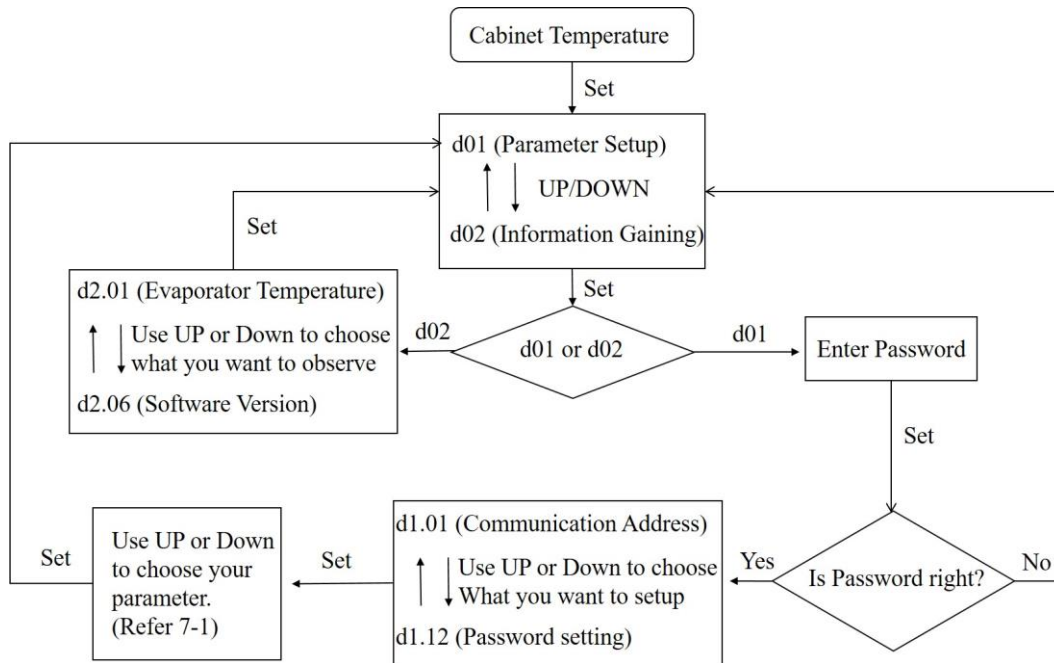 Cabinet Temperature
Set
d01 (Parameter Setup)
UP/DOWN
d02 (Information Gaining)
Set
Set
d2.01 (Evaporator Temperature)
Use UP or Down to choose
what you want to observe
d2.06 (Software Version)
d02
d01 or d02
d01
Enter Password
Set
Is Password right?
Yes
No
d1.01 (Communication Address)
Use UP or Down to choose
What you want to setup
d1.12 (Password setting)
Set
Use UP or Down
to choose your
parameter.
(Refer 7-1)
Set